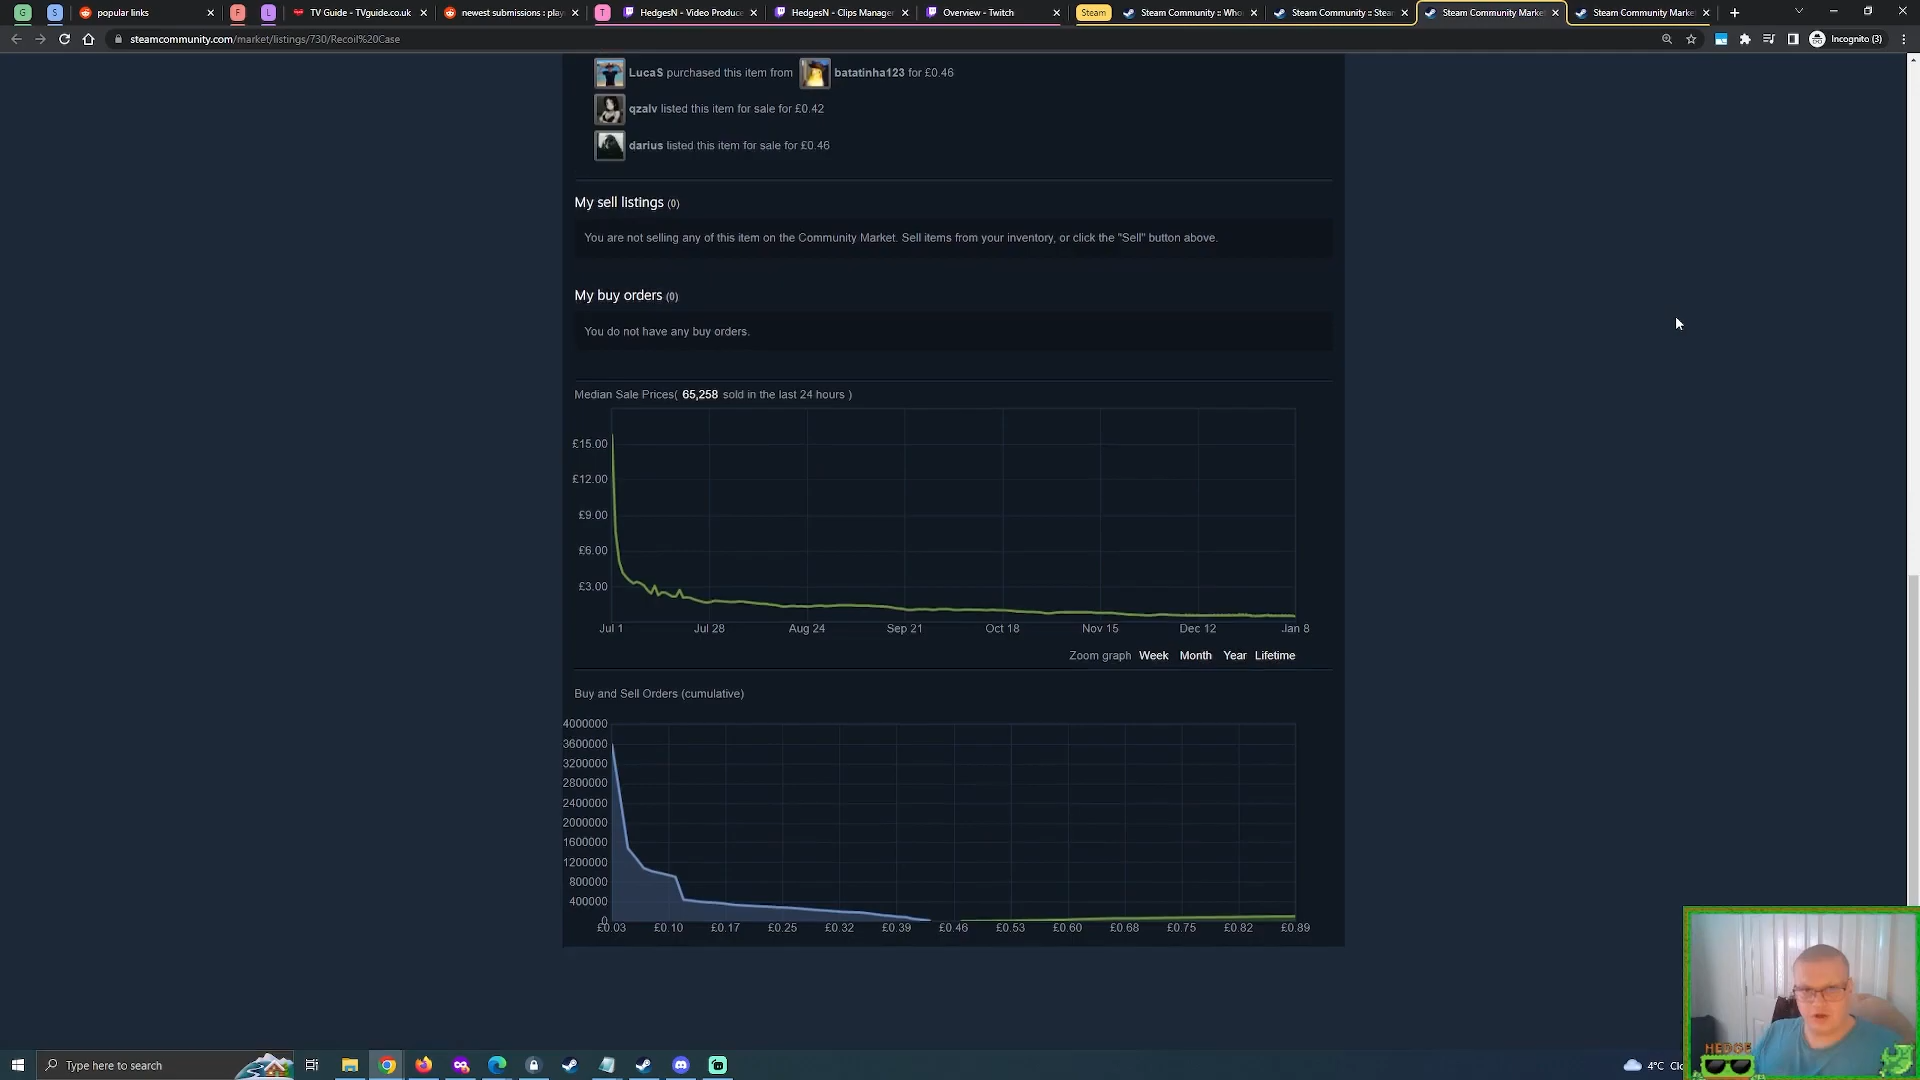 G
S
popular links
F
L
TV Guide - TVguide.co.uk
newest submissions : play
T
HedgesN - Video Produce
HedgesN - Clips Manager
Overview - Twitch
Steam
Steam Community :: Who
Steam Community :: Stea
Steam Community Market
Steam Community Market
steamcommunity.com/market/listings/730/Recoil%20Case
Incognito (3)
LucaS purchased this item from batatinha123 for £0.46
qzalv listed this item for sale for £0.42
darius listed this item for sale for £0.46
My sell listings (0)
You are not selling any of this item on the Community Market. Sell items from your inventory, or click the "Sell" button above.
My buy orders (0)
You do not have any buy orders.
Median Sale Prices( 65,258 sold in the last 24 hours )
£15.00
£12.00
£9.00
£6.00
£3.00
Jul 1 Jul 28 Aug 24 Sep 21 Oct 18 Nov 15 Dec 12 Jan 8
Zoom graph Week Month Year Lifetime
Buy and Sell Orders (cumulative)
4000000
3600000
3200000
2800000
2400000
2000000
1600000
1200000
800000
400000
0
£0.03 £0.10 £0.17 £0.25 £0.32 £0.39 £0.46 £0.53 £0.60 £0.68 £0.75 £0.82 £0.89
HEDGE
Type here to search
4°C